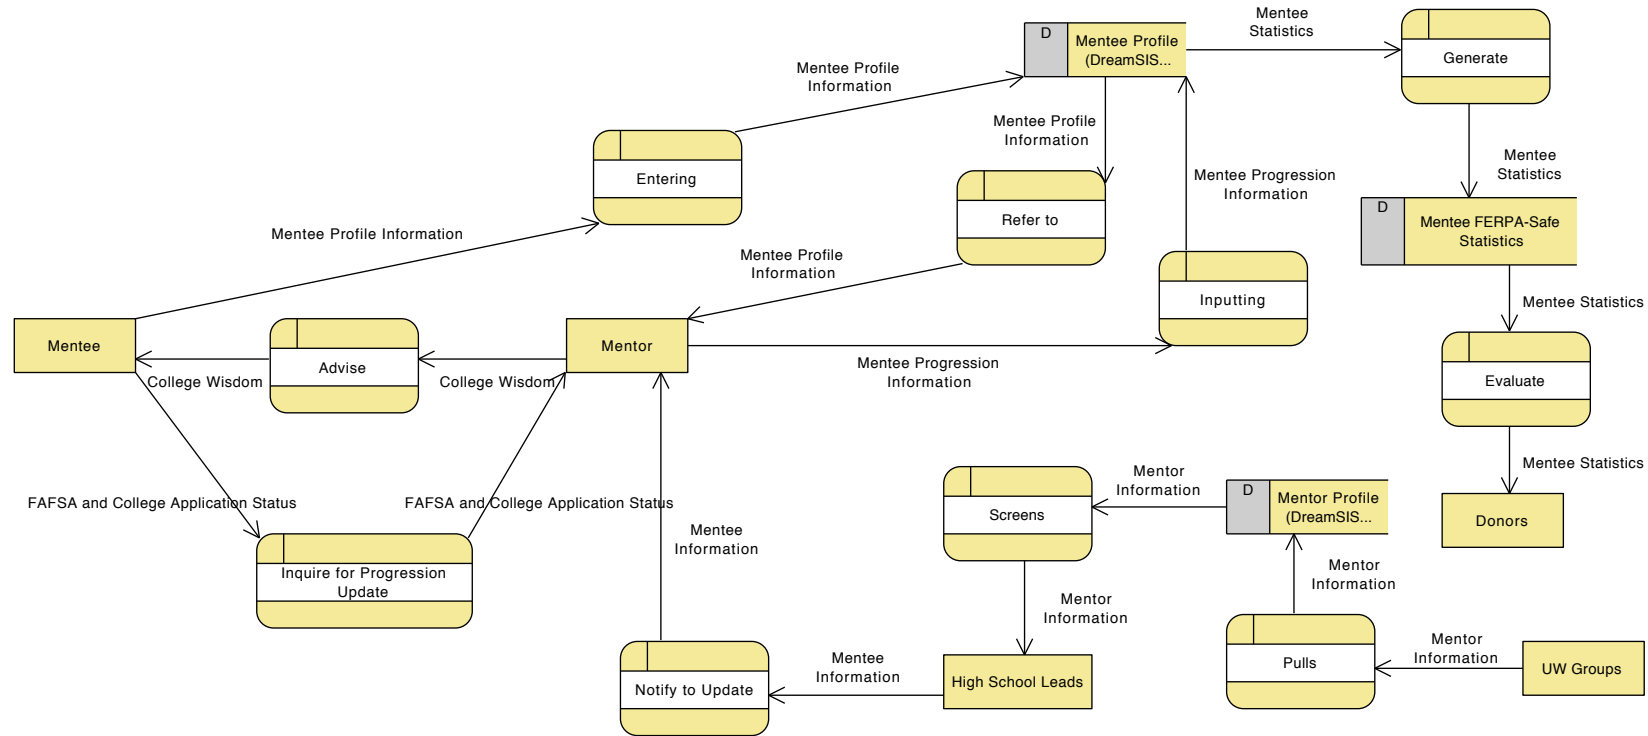 Mentee
Statistics
D
Mentee Profile
(DreamSIS...
Generate
Mentee Profile
Information
Mentee Profile
Information
Entering
Mentee Progression
Information
Mentee
Statistics
Refer to
D
Mentee FERPA-Safe
Statistics
Mentee Profile Information
Mentee Profile
Information
Inputting
Mentee Statistics
Mentee
Advise
Mentor
College Wisdom
College Wisdom
Mentee Progression
Information
Evaluate
Mentee Statistics
FAFSA and College Application Status
FAFSA and College Application Status
Mentor
Information
D
Mentor Profile
(DreamSIS...
Screens
Donors
Mentee
Information
Inquire for Progression
Update
Mentor
Information
Mentor
Information
Mentor
Information
Pulls
UW Groups
Mentee
Information
High School Leads
Notify to Update